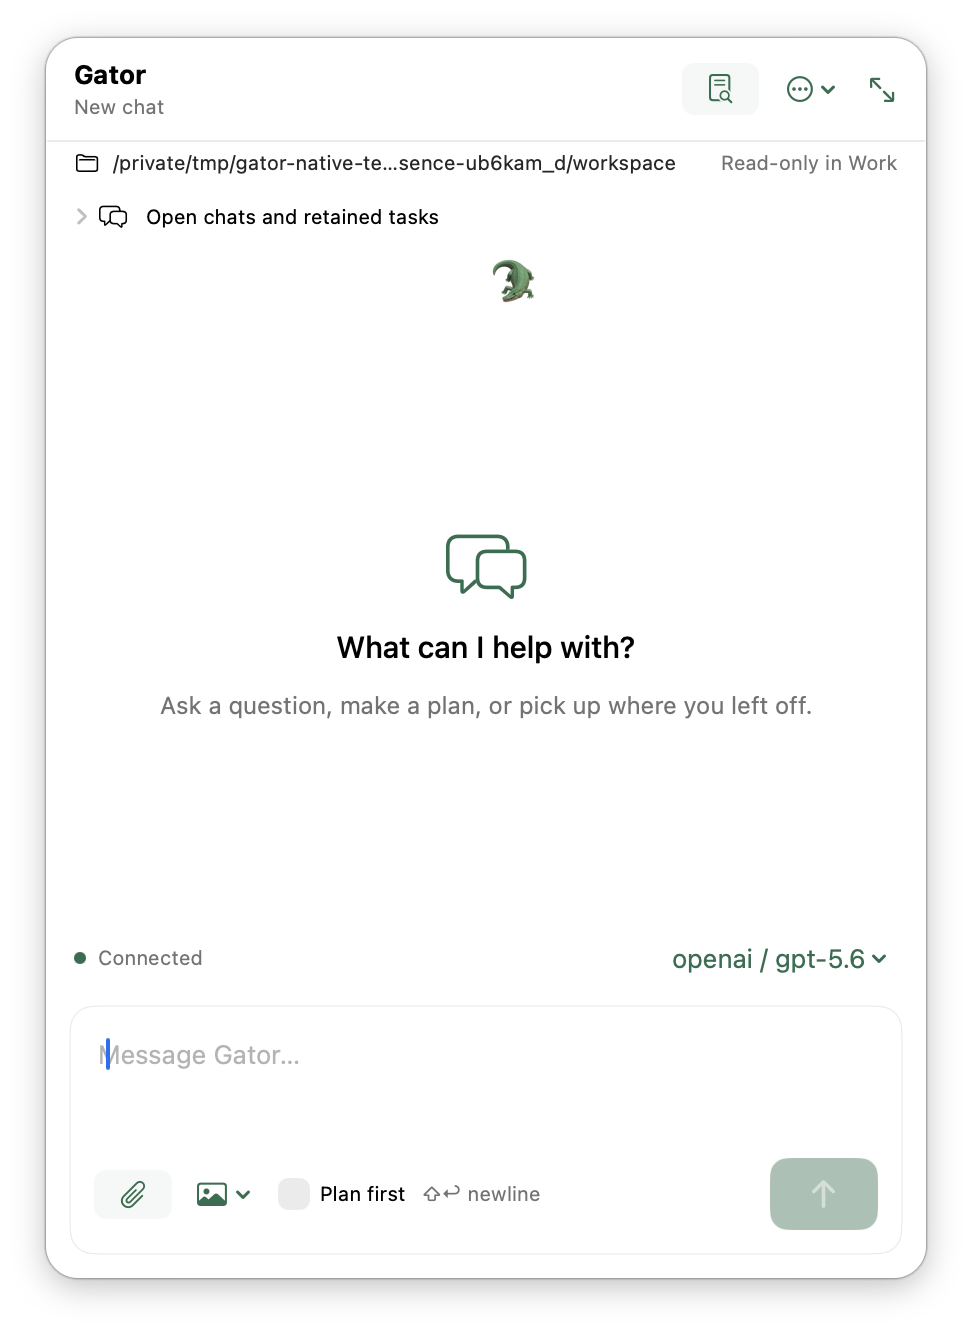 Gator
New chat
/private/tmp/gator-native-te...sence-ub6kam_d/workspace
Read-only in Work
Open chats and retained tasks
What can I help with?
Ask a question, make a plan, or pick up where you left off.
Connected
openai / gpt-5.6
Message Gator...
Plan first
⇧↩ newline